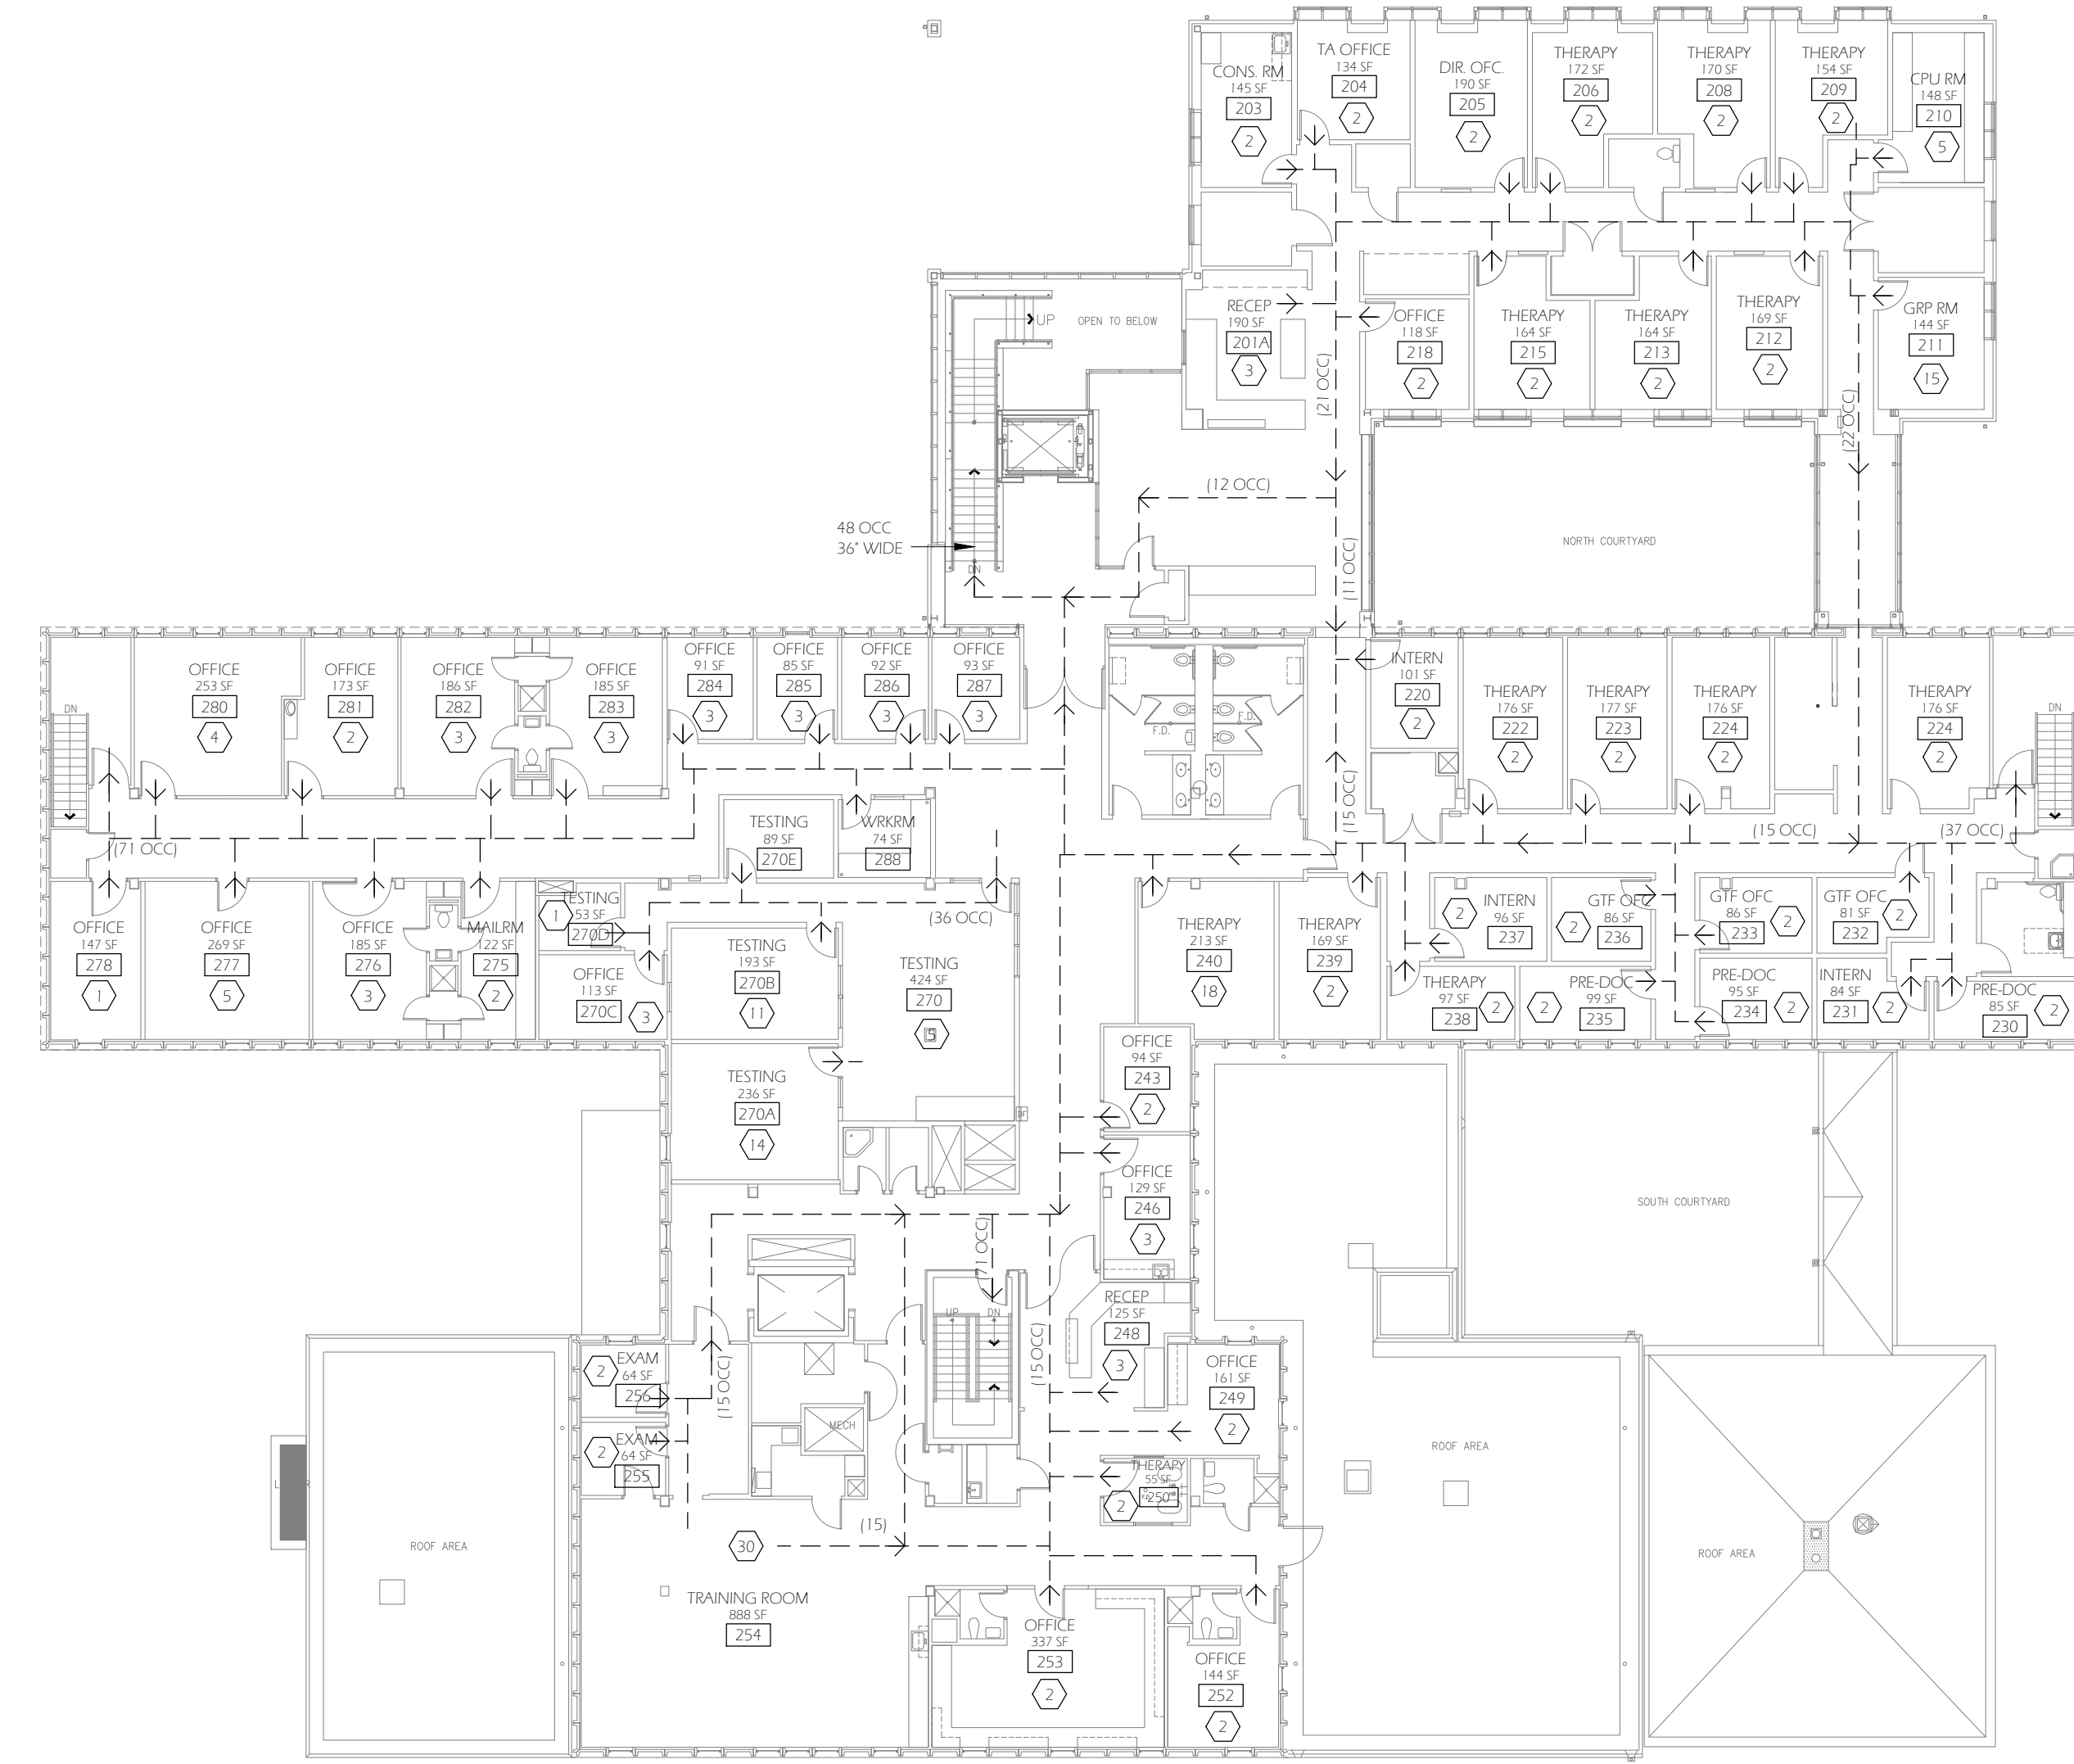 CONS. RM
145 SF
203
2
TA OFFICE
134 SF
204
2
DIR. OFC.
190 SF
205
2
THERAPY
172 SF
206
2
THERAPY
170 SF
208
2
THERAPY
154 SF
209
2
CPU RM
148 SF
210
5
UP
OPEN TO BELOW
RECEP
190 SF
201A
3
(21 OCC)
OFFICE
118 SF
218
2
THERAPY
164 SF
215
2
THERAPY
164 SF
213
2
THERAPY
169 SF
212
2
GRP RM
144 SF
211
15
(22 OCC)
(12 OCC)
48 OCC
36" WIDE
DN
(11 OCC)
NORTH COURTYARD
DN
OFFICE
253 SF
280
4
OFFICE
173 SF
281
2
OFFICE
186 SF
282
3
OFFICE
185 SF
283
3
OFFICE
91 SF
284
3
OFFICE
85 SF
285
3
OFFICE
92 SF
286
3
OFFICE
93 SF
287
3
F.D.
F.D.
INTERN
101 SF
220
2
THERAPY
176 SF
222
2
THERAPY
177 SF
223
2
THERAPY
176 SF
224
2
THERAPY
176 SF
224
2
DN
(71 OCC)
TESTING
89 SF
270E
WRKRM
74 SF
288
(15 OCC)
(15 OCC)
(37 OCC)
OFFICE
147 SF
278
1
OFFICE
269 SF
277
5
OFFICE
185 SF
276
3
MAILRM
122 SF
275
2
TESTING
53 SF
270D
1
OFFICE
113 SF
270C
3
TESTING
193 SF
270B
11
(36 OCC)
TESTING
424 SF
270
5
THERAPY
213 SF
240
18
THERAPY
169 SF
239
2
INTERN
96 SF
237
2
GTF OFC
86 SF
236
2
GTF OFC
86 SF
233
2
GTF OFC
81 SF
232
2
THERAPY
97 SF
238
2
PRE-DOC
99 SF
235
2
PRE-DOC
95 SF
234
2
INTERN
84 SF
231
2
PRE-DOC
85 SF
230
2
TESTING
236 SF
270A
14
DF
OFFICE
94 SF
243
2
OFFICE
129 SF
246
3
SOUTH COURTYARD
(71 OCC)
UP
DN
RECEP
125 SF
248
3
(15 OCC)
(15 OCC)
EXAM
64 SF
256
2
EXAM
64 SF
255
2
MECH
OFFICE
161 SF
249
2
THERAPY
55 SF
250
2
ROOF AREA
ROOF AREA
ROOF AREA
30
(15)
TRAINING ROOM
888 SF
254
OFFICE
337 SF
253
2
OFFICE
144 SF
252
2